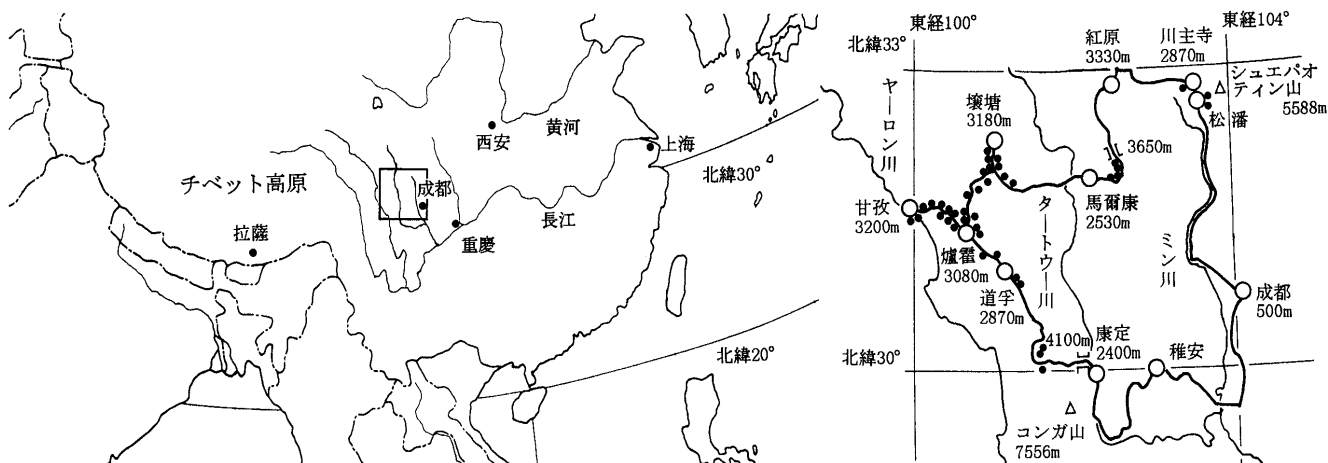 チベット高原
拉薩
西安
黄河
上海
北緯30°
成都
長江
重慶
北緯20°
東経100°
東経104°
北緯33°
紅原
3330m
川主寺
2870m
シュエパオ
ティン山
5588m
松潘
ヤーロン川
壌塘
3180m
3650m
甘孜
3200m
馬爾康
2530m
タートウー川
ミン川
爐霍
3080m
道孚
2870m
成都
500m
4100m
康定
2400m
稚安
北緯30°
コンガ山
7556m